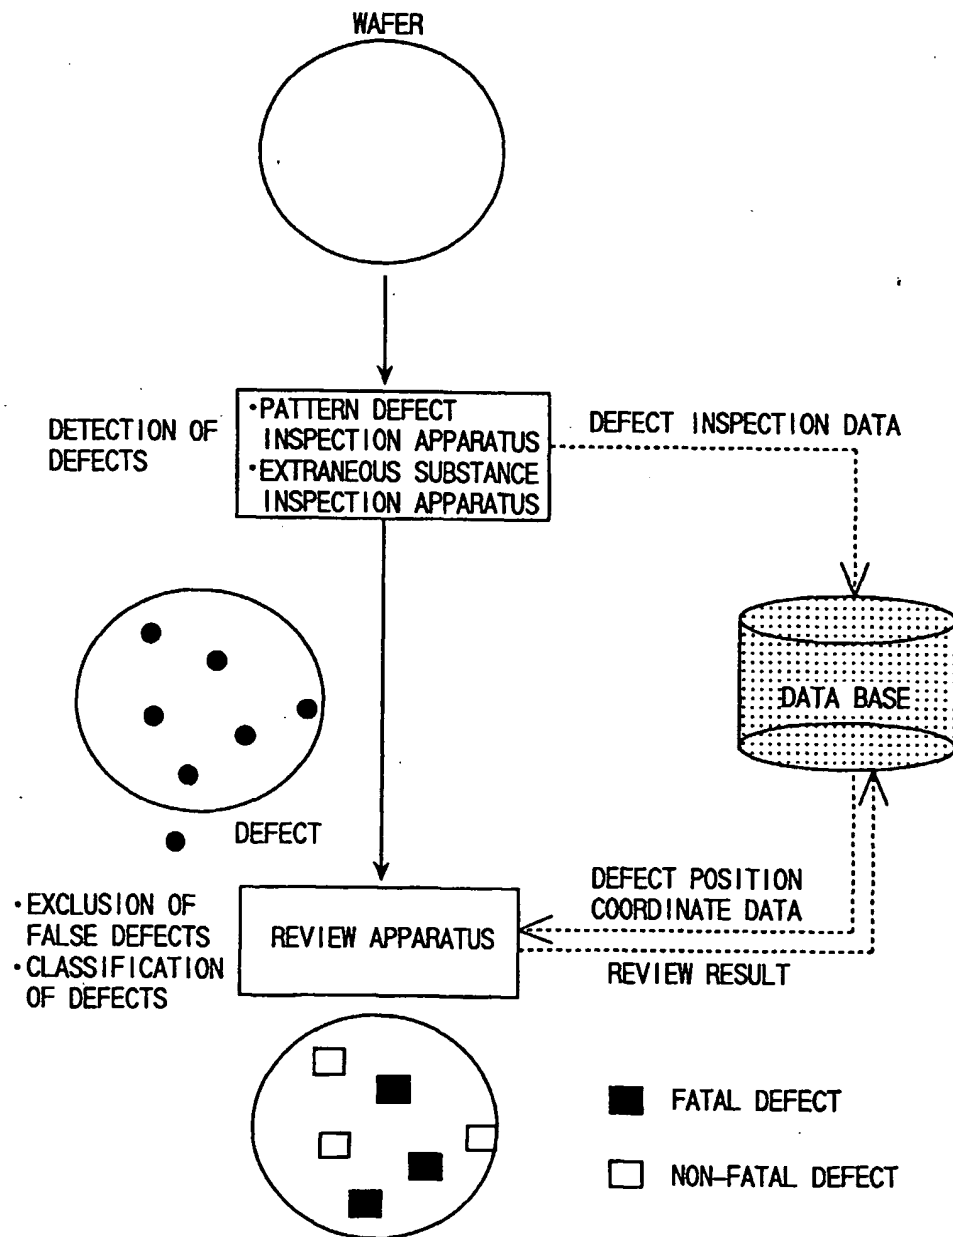 WAFER
DETECTION OF
DEFECTS
・PATTERN DEFECT
INSPECTION APPARATUS
・EXTRANEOUS SUBSTANCE
INSPECTION APPARATUS
DEFECT INSPECTION DATA
DATA BASE
DEFECT
・EXCLUSION OF
FALSE DEFECTS
・CLASSIFICATION
OF DEFECTS
REVIEW APPARATUS
DEFECT POSITION
COORDINATE DATA
REVIEW RESULT
FATAL DEFECT
NON-FATAL DEFECT